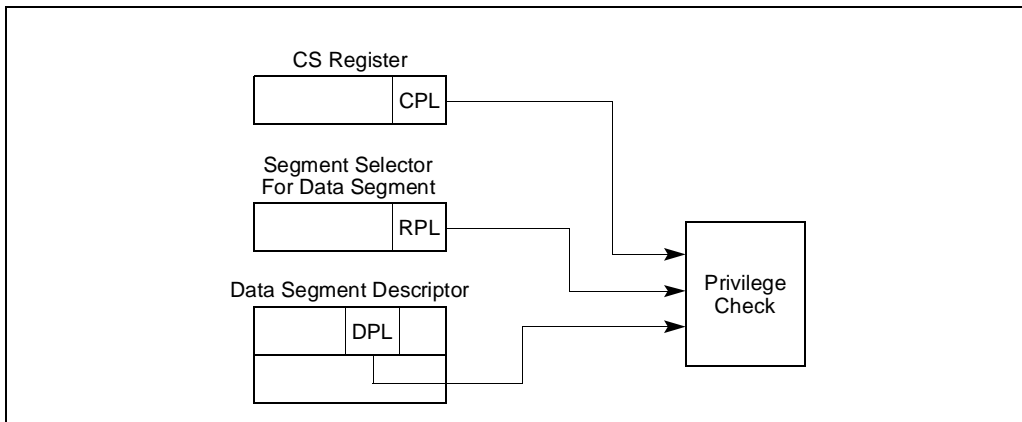 CS Register
CPL
Segment Selector
For Data Segment
RPL
Data Segment Descriptor
DPL
Privilege
Check